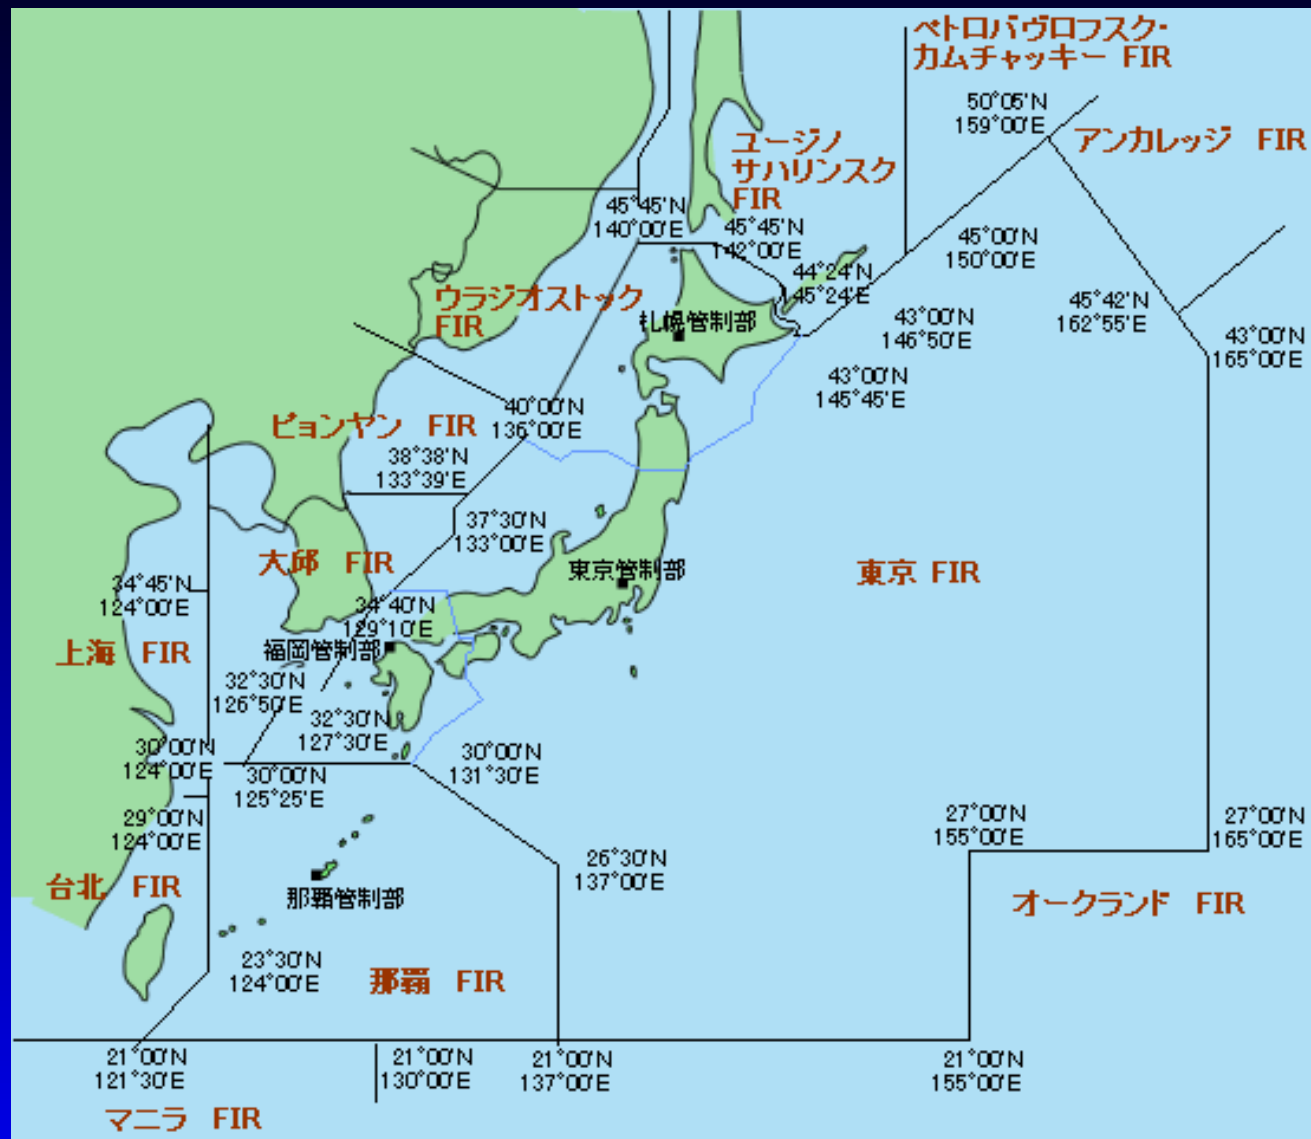 ペトロパヴロフスク・
カムチャッキー FIR
50°05'N
159°00'E
アンカレッジ FIR
ユージノ
サハリンスク
FIR
45°45'N
140°00'E
45°45'N
142°00'E
45°00'N
150°00'E
44°24'N
45°24'E
ウラジオストック
FIR
札幌管制部
43°00'N
146°50'E
45°42'N
162°55'E
43°00'N
165°00'E
43°00'N
145°45'E
40°00'N
136°00'E
ピョンヤン FIR
38°38'N
133°39'E
37°30'N
133°00'E
大邱 FIR
東京管制部
東京 FIR
34°45'N
124°00'E
34°40'N
129°10'E
上海 FIR
福岡管制部
32°30'N
126°50'E
32°30'N
127°30'E
30°00'N
124°00'E
30°00'N
125°25'E
30°00'N
131°30'E
29°00'N
124°00'E
27°00'N
155°00'E
27°00'N
165°00'E
26°30'N
137°00'E
台北 FIR
那覇管制部
オークランド FIR
23°30'N
124°00'E
那覇 FIR
21°00'N
121°30'E
21°00'N
130°00'E
21°00'N
137°00'E
21°00'N
155°00'E
マニラ FIR